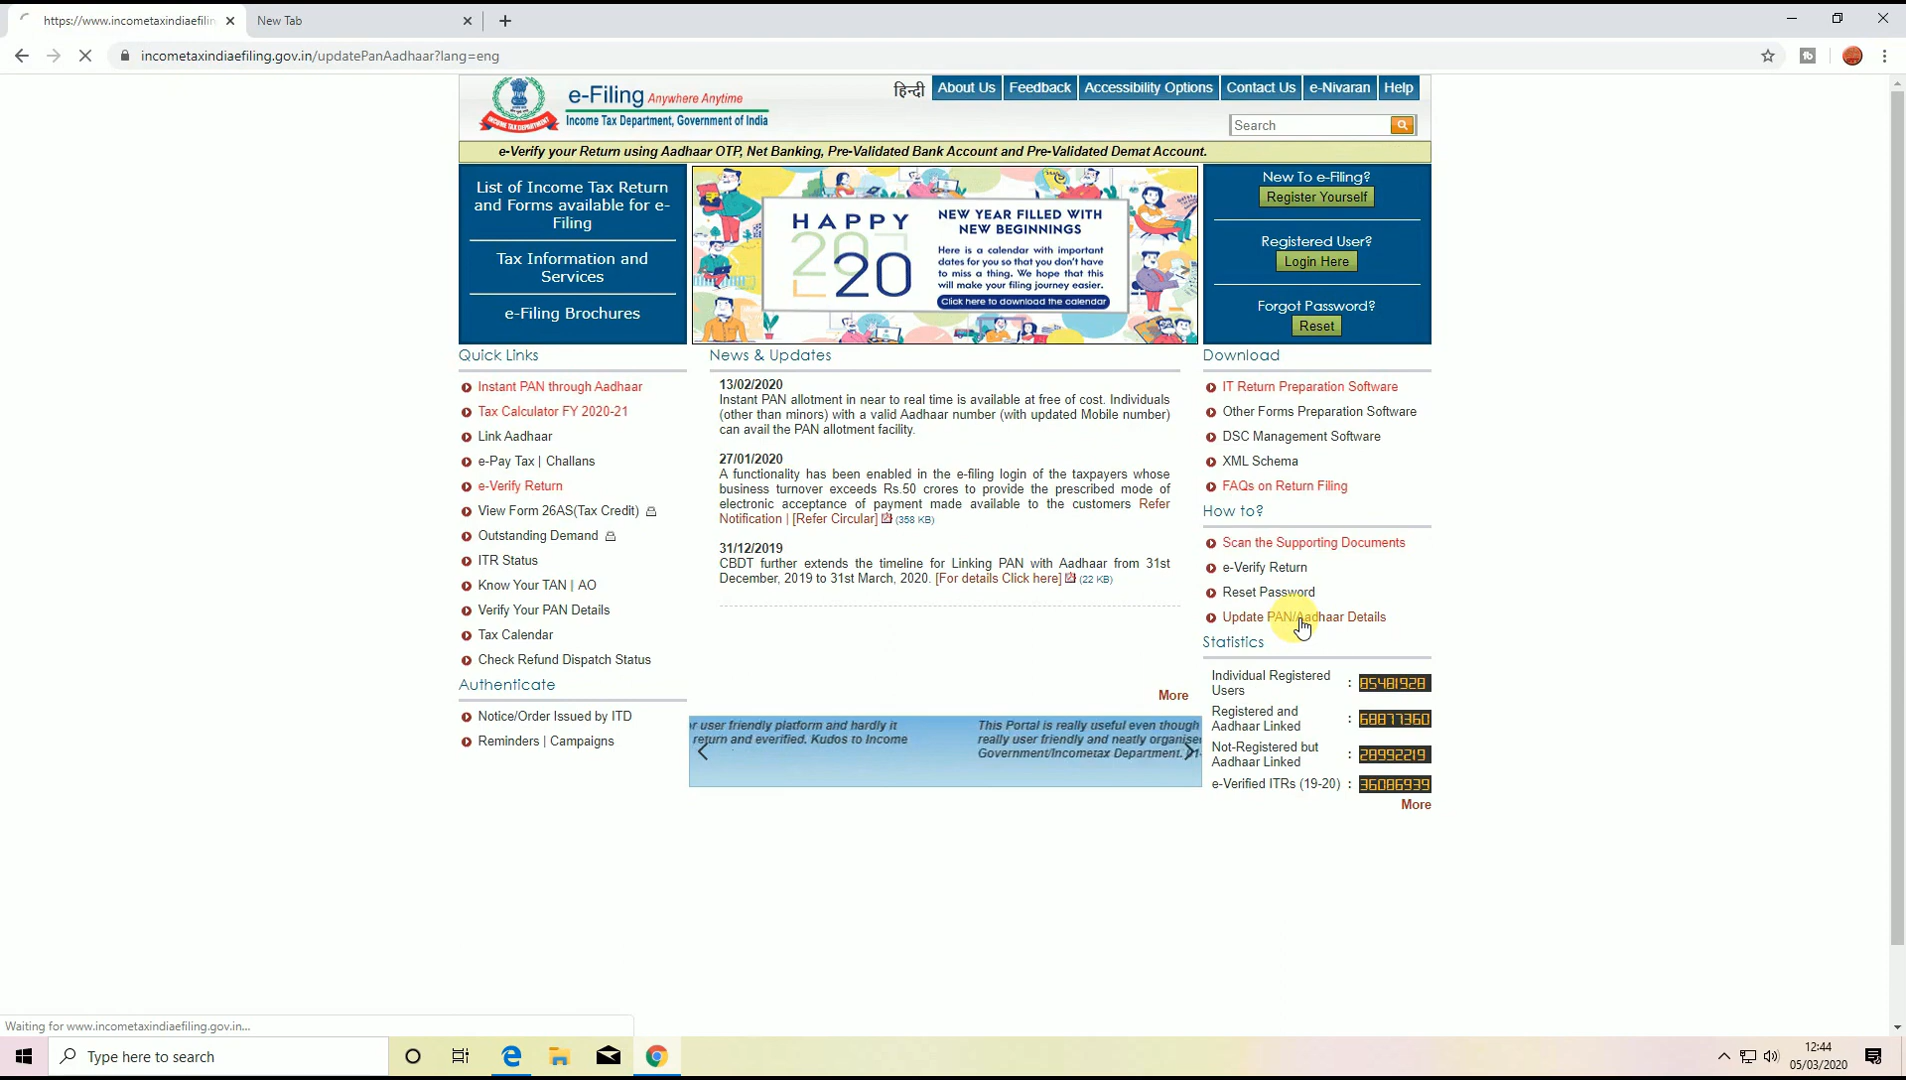 https://www.incometaxindiaefilin
New Tab
incometaxindiaefiling.gov.in/updatePanAadhaar?lang=eng
e-Filing Anywhere Anytime
Income Tax Department, Government of India
INCOME TAX DEPARTMENT
हिन्दी
About Us
Feedback
Accessibility Options
Contact Us
e-Nivaran
Help
Search
e-Verify your Return using Aadhaar OTP, Net Banking, Pre-Validated Bank Account and Pre-Validated Demat Account.
List of Income Tax Return
and Forms available for e-
Filing
Tax Information and
Services
e-Filing Brochures
HAPPY
2020
NEW YEAR FILLED WITH
NEW BEGINNINGS
Here is a calendar with important
dates for you so that you don't have
to miss a thing. We hope that this
will make your filing journey easier.
Click here to download the calendar
New To e-Filing?
Register Yourself
Registered User?
Login Here
Forgot Password?
Reset
Quick Links
Instant PAN through Aadhaar
Tax Calculator FY 2020-21
Link Aadhaar
e-Pay Tax | Challans
e-Verify Return
View Form 26AS(Tax Credit)
Outstanding Demand
ITR Status
Know Your TAN | AO
Verify Your PAN Details
Tax Calendar
Check Refund Dispatch Status
Authenticate
Notice/Order Issued by ITD
Reminders | Campaigns
News & Updates
13/02/2020
Instant PAN allotment in near to real time is available at free of cost. Individuals
(other than minors) with a valid Aadhaar number (with updated Mobile number)
can avail the PAN allotment facility.
27/01/2020
A functionality has been enabled in the e-filing login of the taxpayers whose
business turnover exceeds Rs.50 crores to provide the prescribed mode of
electronic acceptance of payment made available to the customers Refer
Notification | [Refer Circular] (358 KB)
31/12/2019
CBDT further extends the timeline for Linking PAN with Aadhaar from 31st
December, 2019 to 31st March, 2020. [For details Click here] (22 KB)
More
or user friendly platform and hardly it
return and everified. Kudos to Income
This Portal is really useful even though
really user friendly and neatly organise
Government/Incometax Department. 01-
Download
IT Return Preparation Software
Other Forms Preparation Software
DSC Management Software
XML Schema
FAQs on Return Filing
How to?
Scan the Supporting Documents
e-Verify Return
Reset Password
Update PAN/Aadhaar Details
Statistics
Individual Registered
Users : 85481928
Registered and
Aadhaar Linked : 68877360
Not-Registered but
Aadhaar Linked : 28992219
e-Verified ITRs (19-20) : 36086939
More
Waiting for www.incometaxindiaefiling.gov.in...
Type here to search
12:44
05/03/2020